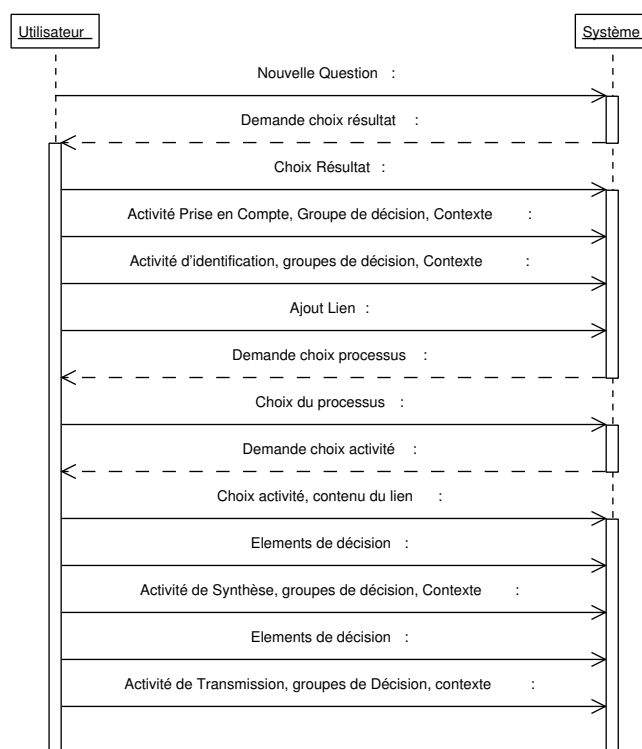 Utilisateur
Système
Nouvelle Question :
Demande choix résultat :
Choix Résultat :
Activité Prise en Compte, Groupe de décision, Contexte :
Activité d'identification, groupes de décision, Contexte :
Ajout Lien :
Demande choix processus :
Choix du processus :
Demande choix activité :
Choix activité, contenu du lien :
Elements de décision :
Activité de Synthèse, groupes de décision, Contexte :
Elements de décision :
Activité de Transmission, groupes de Décision, contexte :